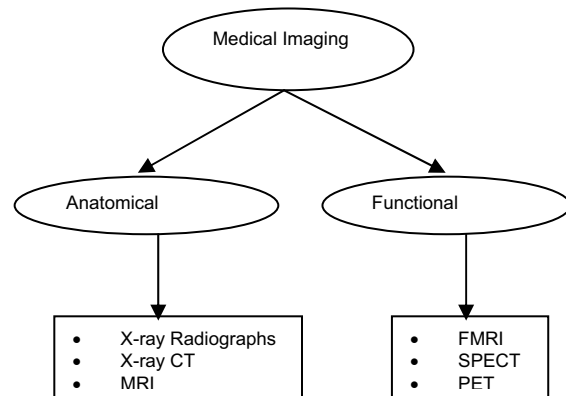 Medical Imaging
Anatomical
Functional
• X-ray Radiographs
• X-ray CT
• MRI
• FMRI
• SPECT
• PET